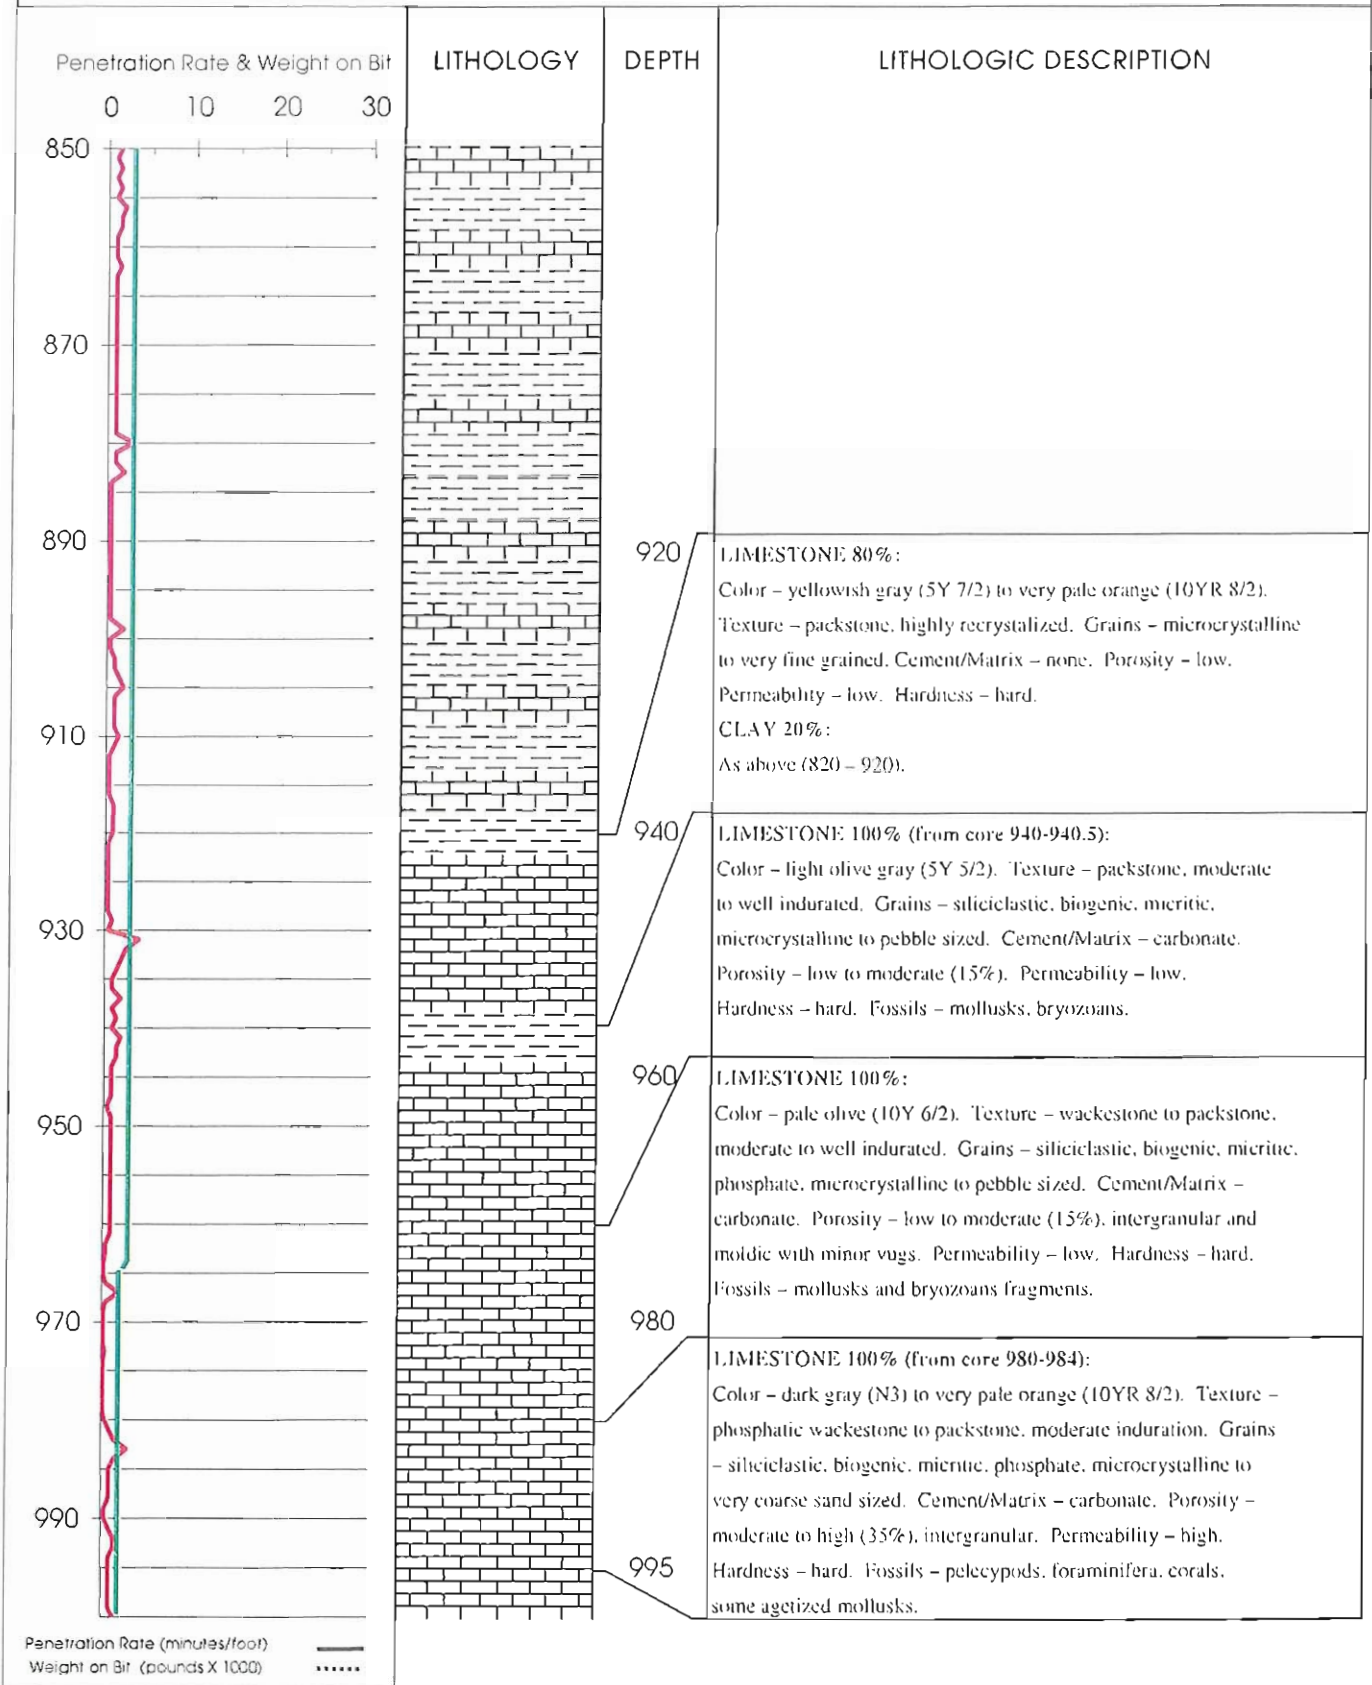 Penetration Rate & Weight on Bit
LITHOLOGY
DEPTH
LITHOLOGIC DESCRIPTION
0 10 20 30
850
870
890
910
930
950
970
990
920
LIMESTONE 80%:
Color – yellowish gray (5Y 7/2) to very pale orange (10YR 8/2).
Texture – packstone, highly recrystalized. Grains – microcrystalline
to very fine grained. Cement/Matrix – none. Porosity – low.
Permeability – low. Hardness – hard.
CLAY 20%:
As above (820 – 920).
940
LIMESTONE 100% (from core 940-940.5):
Color – light olive gray (5Y 5/2). Texture – packstone, moderate
to well indurated. Grains – siliciclastic, biogenic, micritic,
microcrystalline to pebble sized. Cement/Matrix – carbonate.
Porosity – low to moderate (15%). Permeability – low.
Hardness – hard. Fossils – mollusks, bryozoans.
960
LIMESTONE 100%:
Color – pale olive (10Y 6/2). Texture – wackestone to packstone,
moderate to well indurated. Grains – siliciclastic, biogenic, micritic,
phosphate, microcrystalline to pebble sized. Cement/Matrix –
carbonate. Porosity – low to moderate (15%), intergranular and
moldic with minor vugs. Permeability – low. Hardness – hard.
Fossils – mollusks and bryozoans fragments.
980
LIMESTONE 100% (from core 980-984):
Color – dark gray (N3) to very pale orange (10YR 8/2). Texture –
phosphatic wackestone to packstone, moderate induration. Grains
– siliciclastic, biogenic, micritic, phosphate, microcrystalline to
very coarse sand sized. Cement/Matrix – carbonate. Porosity –
moderate to high (35%), intergranular. Permeability – high.
Hardness – hard. Fossils – pelecypods, foraminifera, corals,
some agetized mollusks.
995
Penetration Rate (minutes/foot)
Weight on Bit (pounds X 1000)